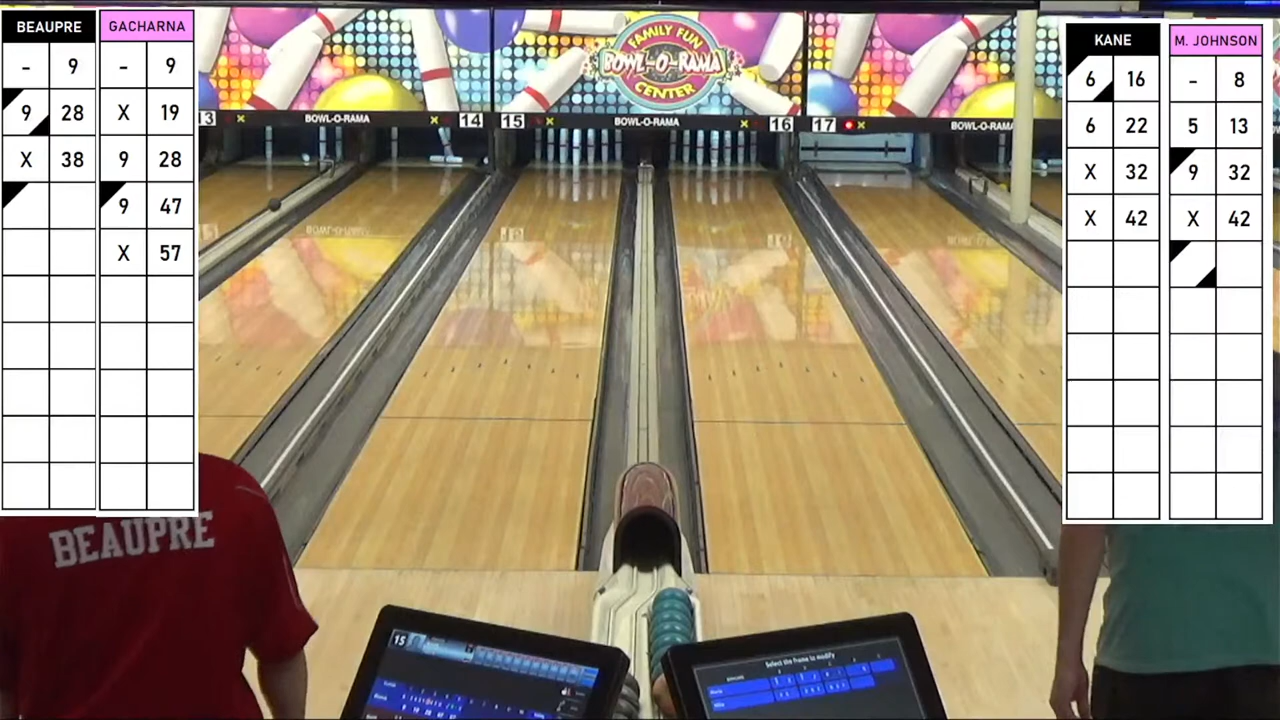 BEAUPRE GACHARNA
- 9 - 9
9 28 X 19
X 38 9 28
9 47
X 57
KANE M. JOHNSON
6 16 - 8
6 22 5 13
X 32 9 32
X 42 X 42
FAMILY FUN
BOWL-O-RAMA
CENTER
13 BOWL-O-RAMA 14
15 BOWL-O-RAMA 16
17 BOWL-O-RAMA
BEAUPRE
15
Select the frame to modify